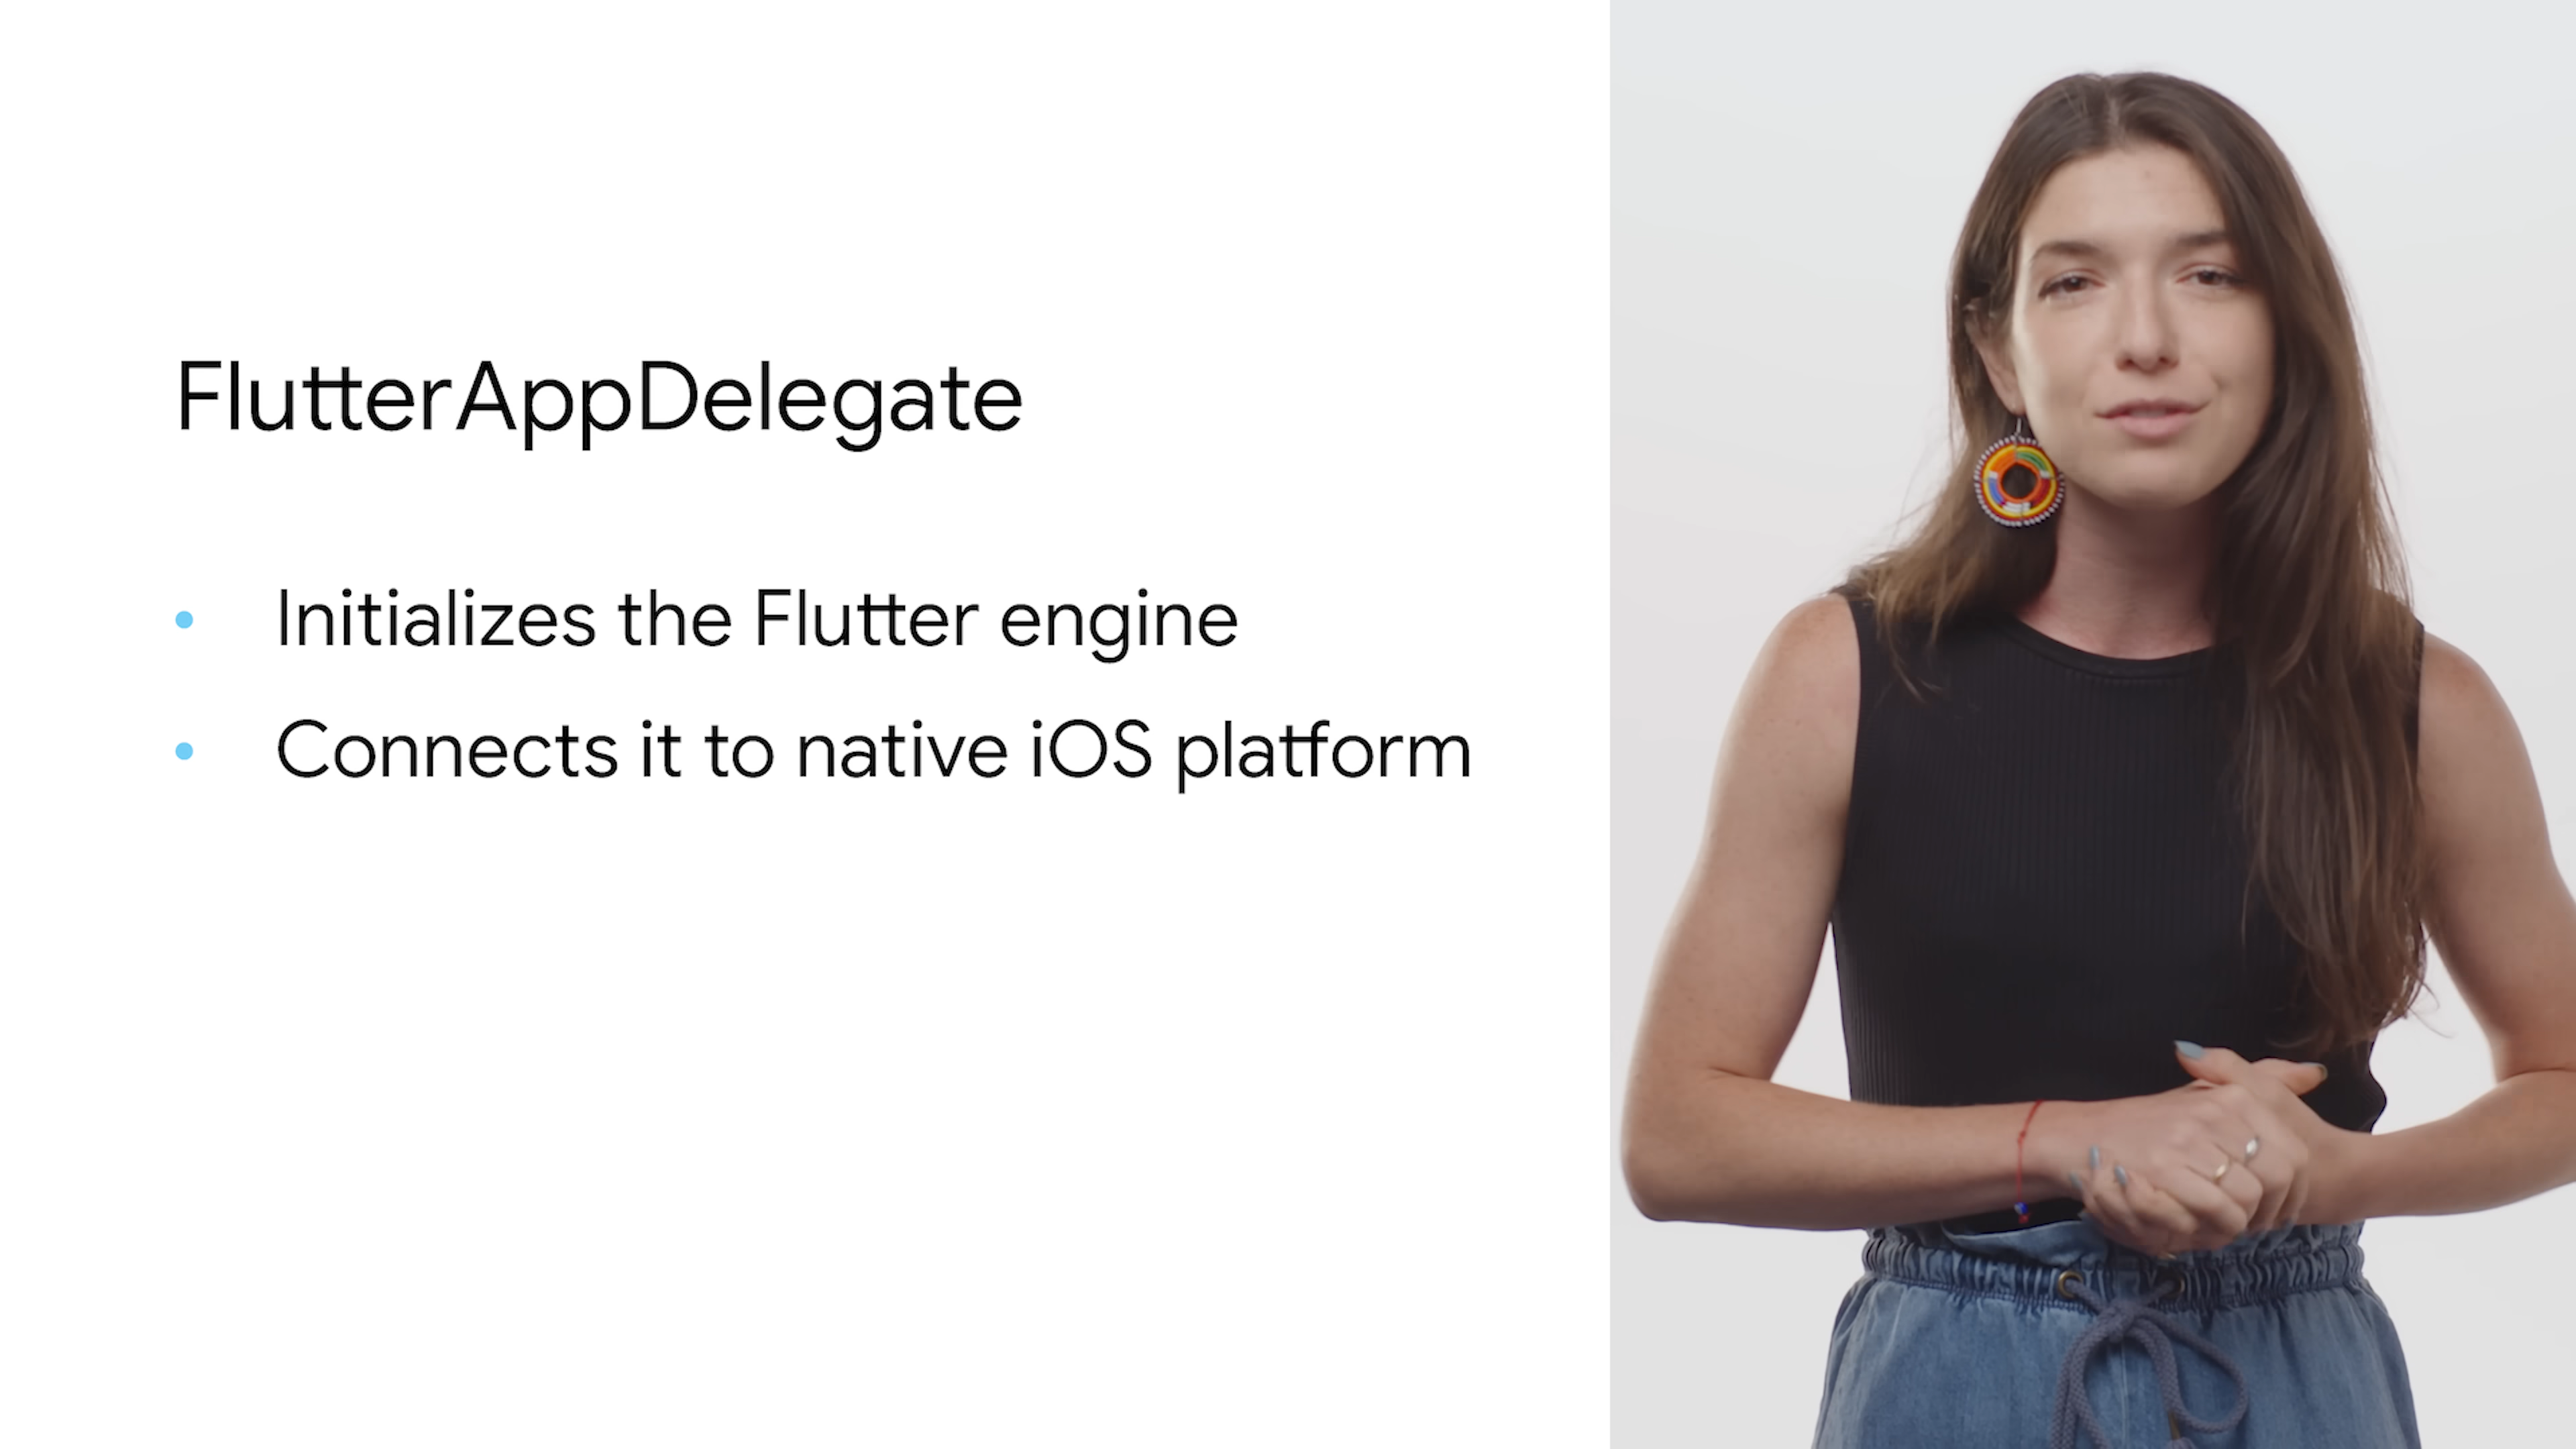 FlutterAppDelegate
• Initializes the Flutter engine
• Connects it to native iOS platform